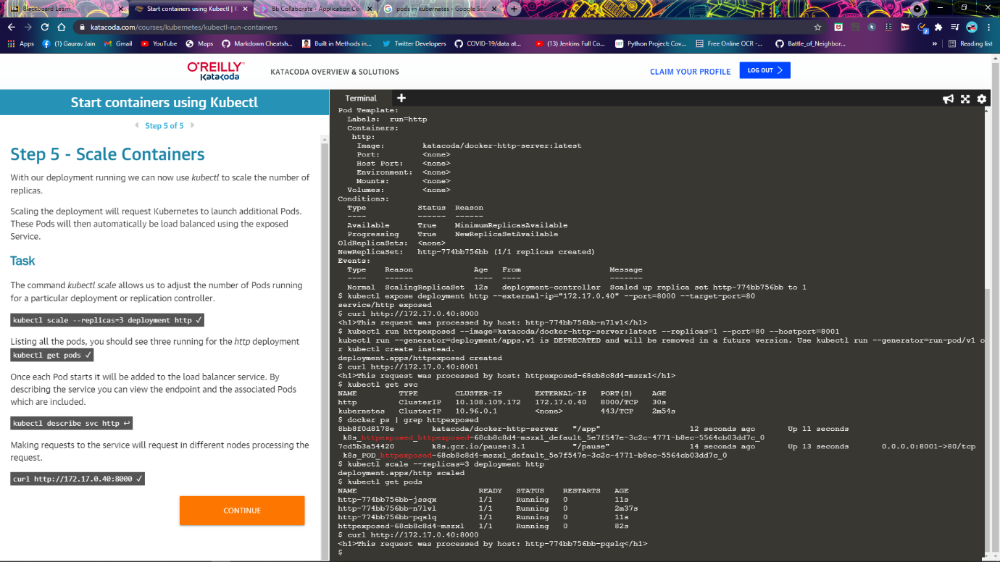 Blackboard Learn
Start containers using Kubectl | K
Bb Collaborate - Application Co
pods in kubernetes - Google Sea
katacoda.com/courses/kubernetes/kubectl-run-containers
Apps (1) Gaurav Jain Gmail YouTube Maps Markdown Cheatsh... Built in Methods in... Twitter Developers COVID-19/data at... (13) Jenkins Full Co... Python Project: Cov... Free Online OCR -... Battle_of_Neighbor... » Reading list
O'REILLY
KataCoda
KATACODA OVERVIEW & SOLUTIONS
CLAIM YOUR PROFILE
LOG OUT
Start containers using Kubectl
Step 5 of 5
Step 5 - Scale Containers
With our deployment running we can now use kubectl to scale the number of
replicas.
Scaling the deployment will request Kubernetes to launch additional Pods.
These Pods will then automatically be load balanced using the exposed
Service.
Task
The command kubectl scale allows us to adjust the number of Pods running
for a particular deployment or replication controller.
kubectl scale --replicas=3 deployment http ✓
Listing all the pods, you should see three running for the http deployment
kubectl get pods ✓
Once each Pod starts it will be added to the load balancer service. By
describing the service you can view the endpoint and the associated Pods
which are included.
kubectl describe svc http ↩
Making requests to the service will request in different nodes processing the
request.
curl http://172.17.0.40:8000 ✓
CONTINUE
Terminal
Pod Template:
Labels: run=http
Containers:
http:
Image: katacoda/docker-http-server:latest
Port: <none>
Host Port: <none>
Environment: <none>
Mounts: <none>
Volumes: <none>
Conditions:
Type Status Reason
---- ------ ------
Available True MinimumReplicasAvailable
Progressing True NewReplicaSetAvailable
OldReplicaSets: <none>
NewReplicaSet: http-774bb756bb (1/1 replicas created)
Events:
Type Reason Age From Message
---- ------ ---- ---- -------
Normal ScalingReplicaSet 12s deployment-controller Scaled up replica set http-774bb756bb to 1
$ kubectl expose deployment http --external-ip="172.17.0.40" --port=8000 --target-port=80
service/http exposed
$ curl http://172.17.0.40:8000
<h1>This request was processed by host: http-774bb756bb-n7lvl</h1>
$ kubectl run httpexposed --image=katacoda/docker-http-server:latest --replicas=1 --port=80 --hostport=8001
kubectl run --generator=deployment/apps.v1 is DEPRECATED and will be removed in a future version. Use kubectl run --generator=run-pod/v1 o
r kubectl create instead.
deployment.apps/httpexposed created
$ curl http://172.17.0.40:8001
<h1>This request was processed by host: httpexposed-68cb8c8d4-mszxl</h1>
$ kubectl get svc
NAME TYPE CLUSTER-IP EXTERNAL-IP PORT(S) AGE
http ClusterIP 10.108.109.172 172.17.0.40 8000/TCP 30s
kubernetes ClusterIP 10.96.0.1 <none> 443/TCP 2m54s
$ docker ps | grep httpexposed
8bb8f0d8178e katacoda/docker-http-server "/app" 12 seconds ago Up 11 seconds
k8s_httpexposed_httpexposed-68cb8c8d4-mszxl_default_5e7f547e-3c2c-4771-b8ec-5564cb03dd7c_0
7cd5b3a54420 k8s.gcr.io/pause:3.1 "/pause" 14 seconds ago Up 13 seconds 0.0.0.0:8001->80/tcp
k8s_POD_httpexposed-68cb8c8d4-mszxl_default_5e7f547e-3c2c-4771-b8ec-5564cb03dd7c_0
$ kubectl scale --replicas=3 deployment http
deployment.apps/http scaled
$ kubectl get pods
NAME READY STATUS RESTARTS AGE
http-774bb756bb-jssqx 1/1 Running 0 11s
http-774bb756bb-n7lvl 1/1 Running 0 2m37s
http-774bb756bb-pqslq 1/1 Running 0 11s
httpexposed-68cb8c8d4-mszxl 1/1 Running 0 82s
$ curl http://172.17.0.40:8000
<h1>This request was processed by host: http-774bb756bb-pqslq</h1>
$